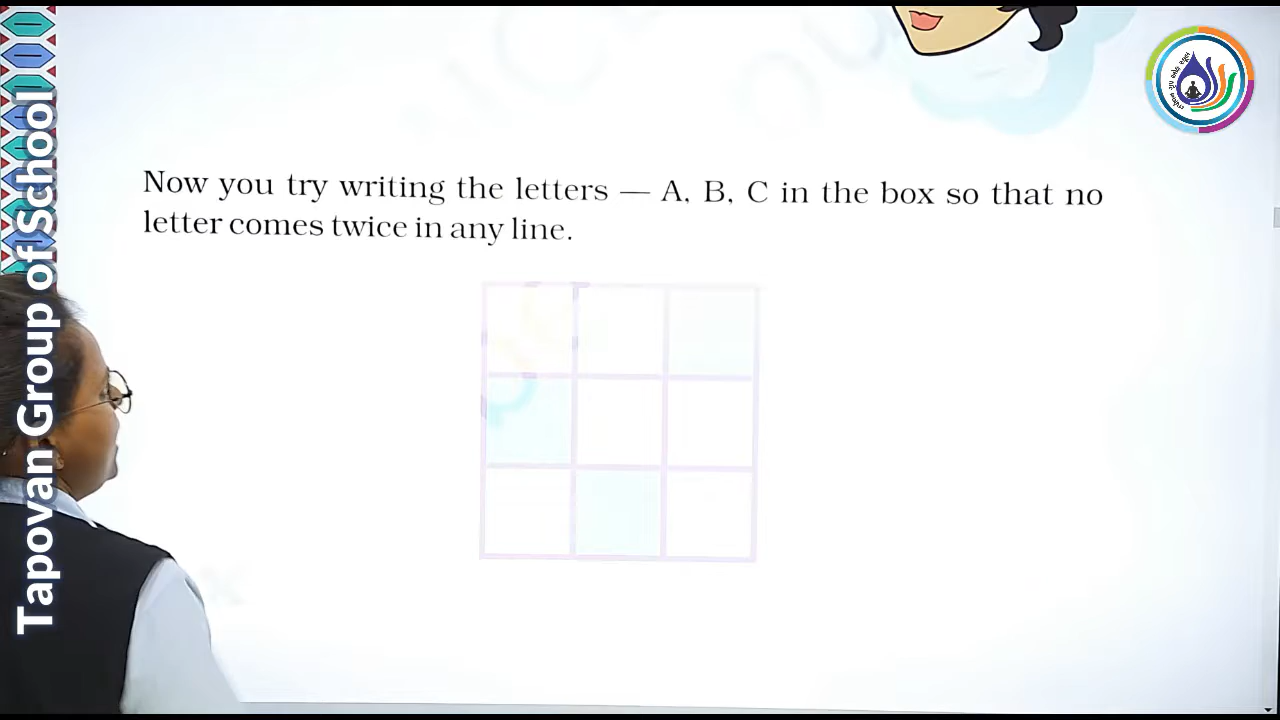 Now you try writing the letters — A, B, C in the box so that no
letter comes twice in any line.
Tapovan Group of School